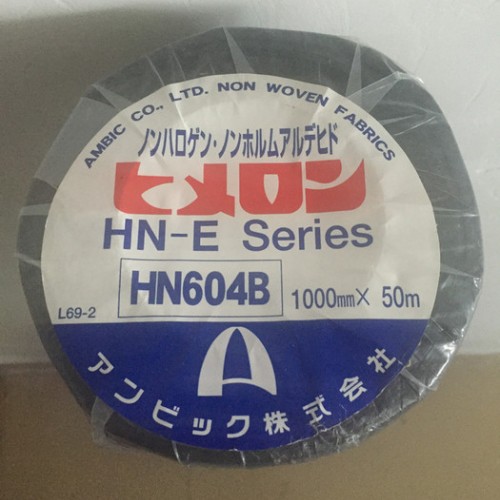 AMBIC CO., LTD. NON WOVEN FABRICS
ノンハロゲン・ノンホルムアルデヒド
ヒメロン
HN-E Series
HN604B 1000mm× 50m
L69-2
アンビック株式会社